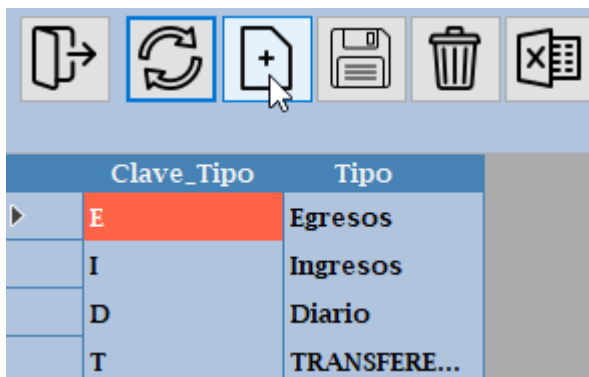 Clave_Tipo Tipo
E Egresos
I Ingresos
D Diario
T TRANSFERE...